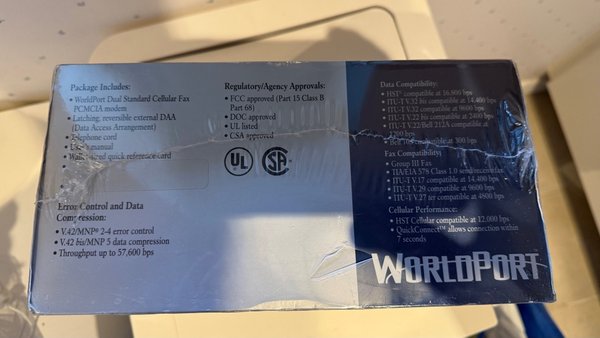 Package Includes:
• WorldPort Dual Standard Cellular Fax
PCMCIA modem
• Latching, reversible external DAA
(Data Access Arrangement)
• Telephone cord
• User's manual
• Wallet-sized quick reference card
Error Control and Data
Compression:
• V.42/MNP® 2-4 error control
• V.42 bis/MNP 5 data compression
• Throughput up to 57,600 bps
Regulatory/Agency Approvals:
• FCC approved (Part 15 Class B
Part 68)
• DOC approved
• UL listed
• CSA approved
UL
SA
Data Compatibility:
• HST® compatible at 16,800 bps
• ITU-T V.32 bis at 14,400 bps
• ITU-T V.32 compatible at 9600 bps
• ITU-T V.22 bis at 2400 bps
• ITU-T V.22/Bell 212A compatible at
1200 bps
• Bell 103 compatible at 300 bps
Fax Compatibility:
• Group III Fax
• TIA/EIA 578 Class 1.0 send/receive fax
• ITU-T V.17 compatible at 14,400 bps
• ITU-T V.29 compatible at 9600 bps
• ITU-T V.27 ter compatible at 4800 bps
Cellular Performance:
• HST Cellular compatible at 12,000 bps
• QuickConnect™ allows connection within
7 seconds
WORLDPORT